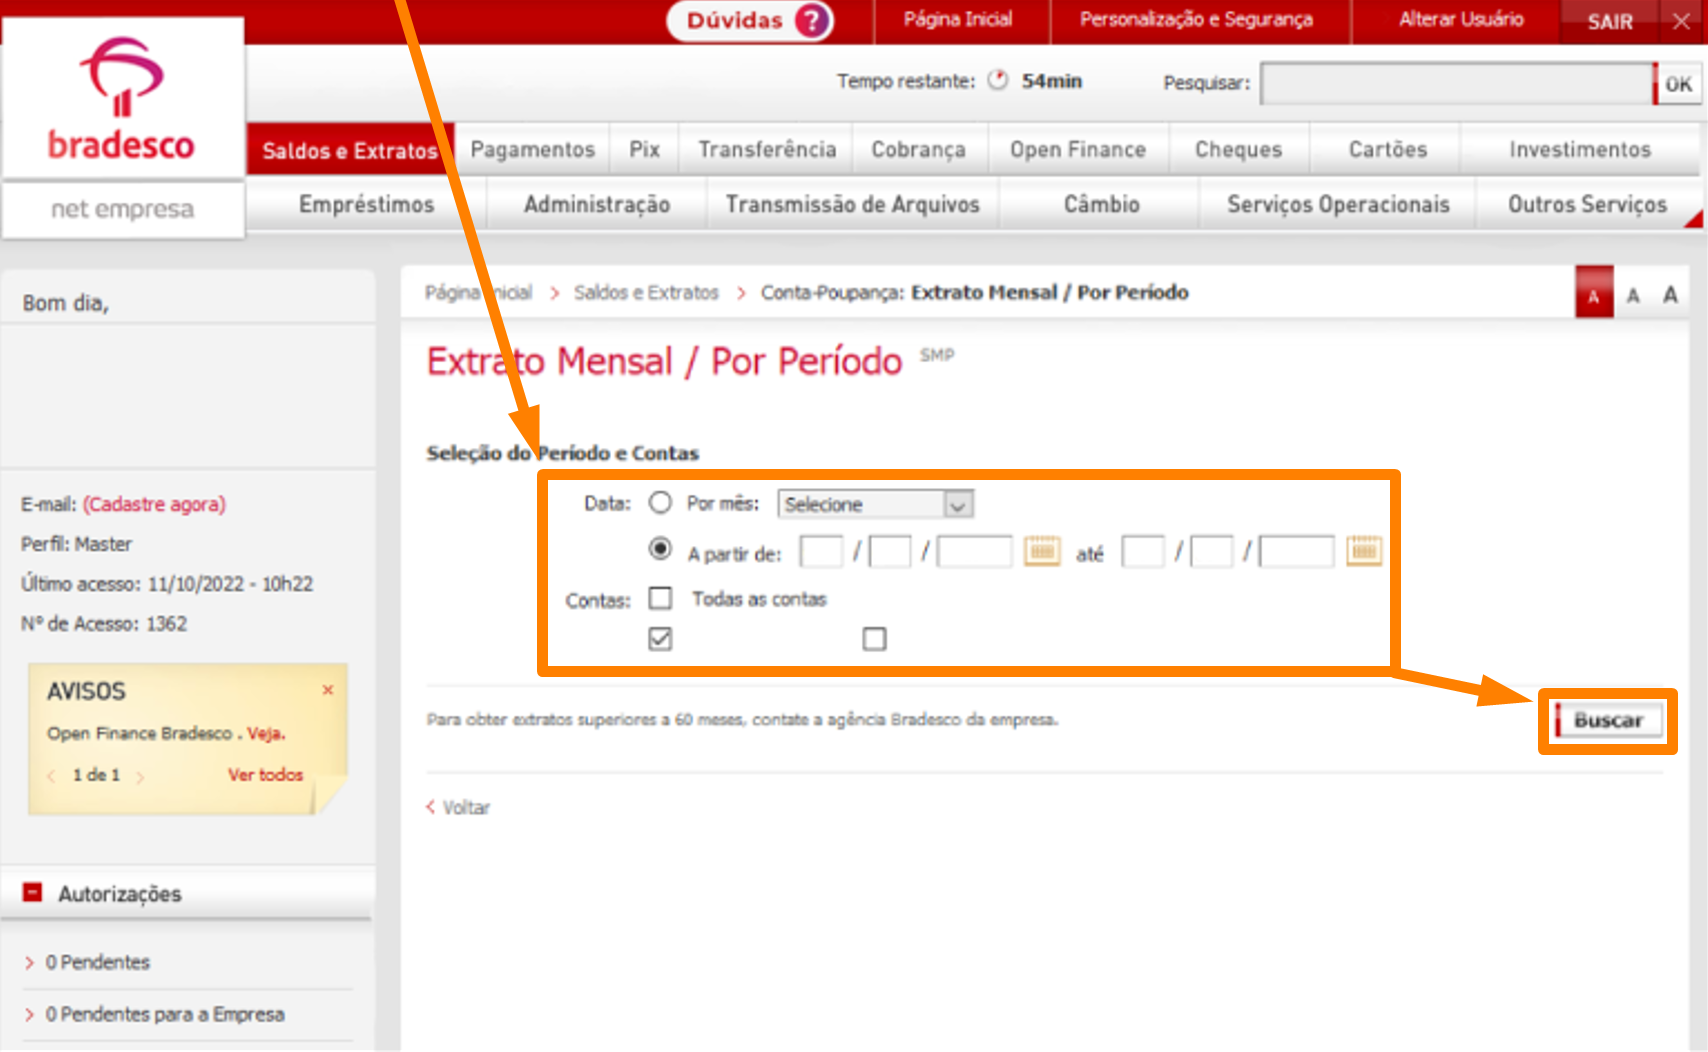 Dúvidas ? Página Inicial Personalização e Segurança Alterar Usuário SAIR X
Tempo restante: 54min Pesquisar: OK
bradesco
net empresa
Saldos e Extratos Pagamentos Pix Transferência Cobrança Open Finance Cheques Cartões Investimentos
Empréstimos Administração Transmissão de Arquivos Câmbio Serviços Operacionais Outros Serviços
Bom dia,
E-mail: (Cadastre agora)
Perfil: Master
Último acesso: 11/10/2022 - 10h22
Nº de Acesso: 1362
AVISOS ×
Open Finance Bradesco . Veja.
< 1 de 1 > Ver todos
Autorizações
> 0 Pendentes
> 0 Pendentes para a Empresa
Página Inicial > Saldos e Extratos > Conta-Poupança: Extrato Mensal / Por Período
A A A
Extrato Mensal / Por Período SMP
Seleção do Período e Contas
Data: Por mês: Selecione
A partir de: / / até / /
Contas: Todas as contas
Para obter extratos superiores a 60 meses, contate a agência Bradesco da empresa.
Buscar
< Voltar